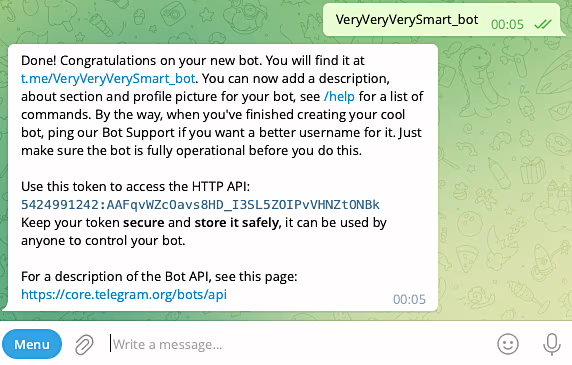 VeryVeryVerySmart_bot 00:05
Done! Congratulations on your new bot. You will find it at
t.me/VeryVeryVerySmart_bot. You can now add a description,
about section and profile picture for your bot, see /help for a list of
commands. By the way, when you've finished creating your cool
bot, ping our Bot Support if you want a better username for it. Just
make sure the bot is fully operational before you do this.
Use this token to access the HTTP API:
5424991242:AAFqvWZcOavs8HD_I3SL5ZOIPvVHNZtONBk
Keep your token secure and store it safely, it can be used by
anyone to control your bot.
For a description of the Bot API, see this page:
https://core.telegram.org/bots/api 00:05
Menu Write a message...